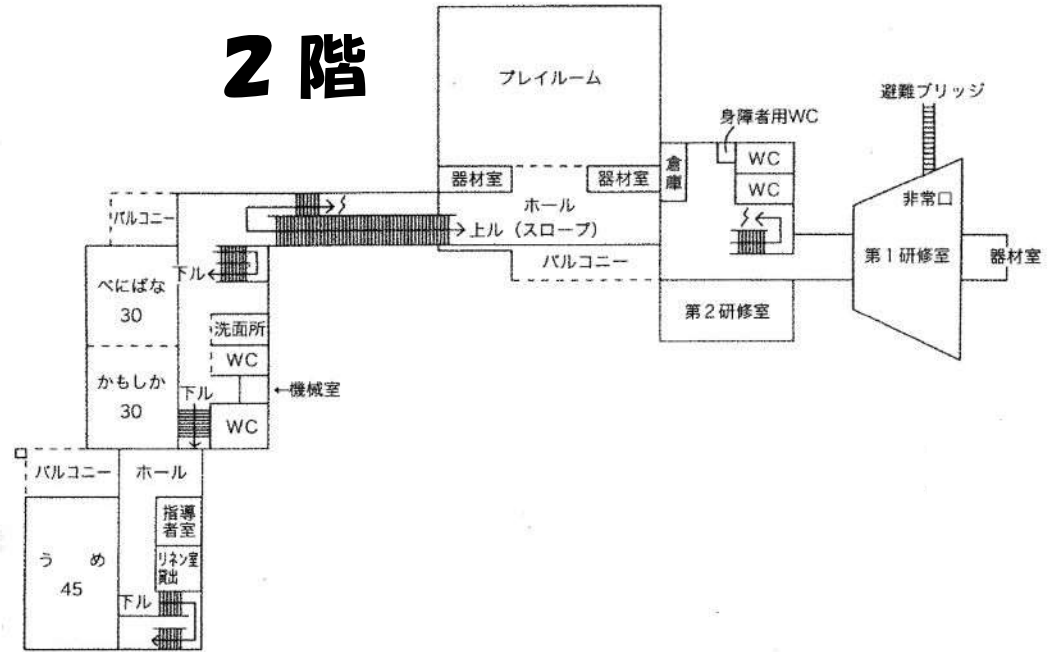 2階
プレイルーム
避難ブリッジ
身障者用WC
倉庫
WC
WC
器材室
器材室
非常口
バルコニー
ホール
上ル（スロープ）
バルコニー
第1研修室
器材室
下ル
べにばな
30
第2研修室
洗面所
WC
かもしか
30
下ル
←機械室
WC
バルコニー
ホール
指導
者室
うめ
45
リネン室
貸出
下ル